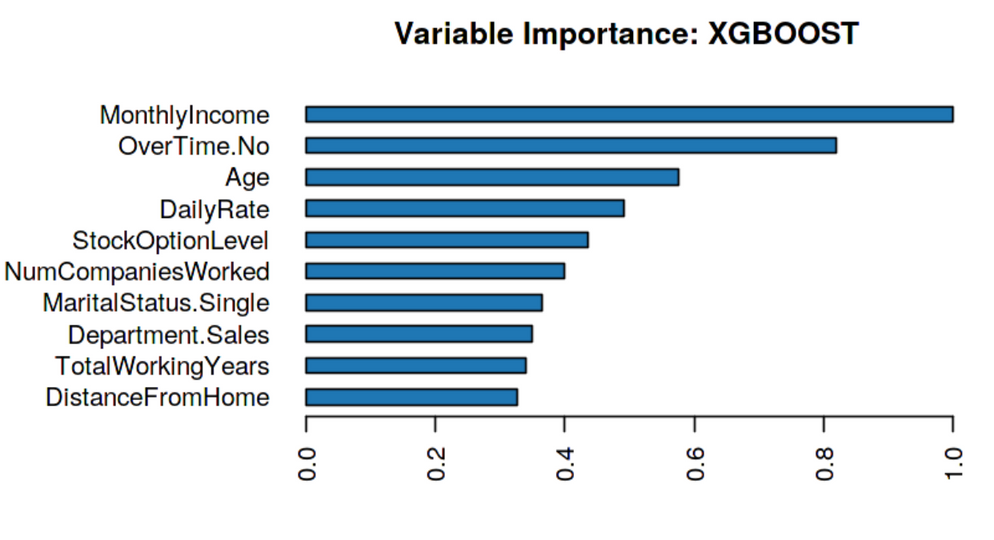 Variable Importance: XGBOOST
MonthlyIncome
OverTime.No
Age
DailyRate
StockOptionLevel
NumCompaniesWorked
MaritalStatus.Single
Department.Sales
TotalWorkingYears
DistanceFromHome
0.0
0.2
0.4
0.6
0.8
1.0